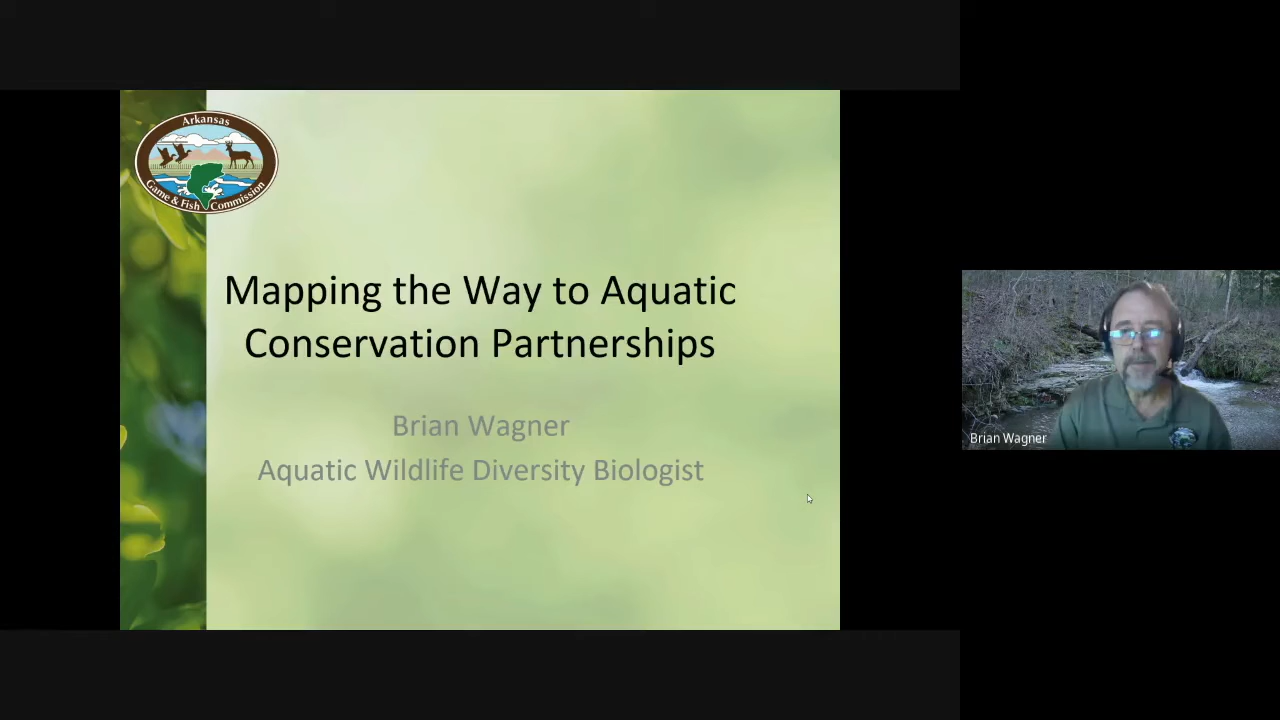 Arkansas
Game & Fish Commission
Mapping the Way to Aquatic
Conservation Partnerships
Brian Wagner
Aquatic Wildlife Diversity Biologist
Brian Wagner